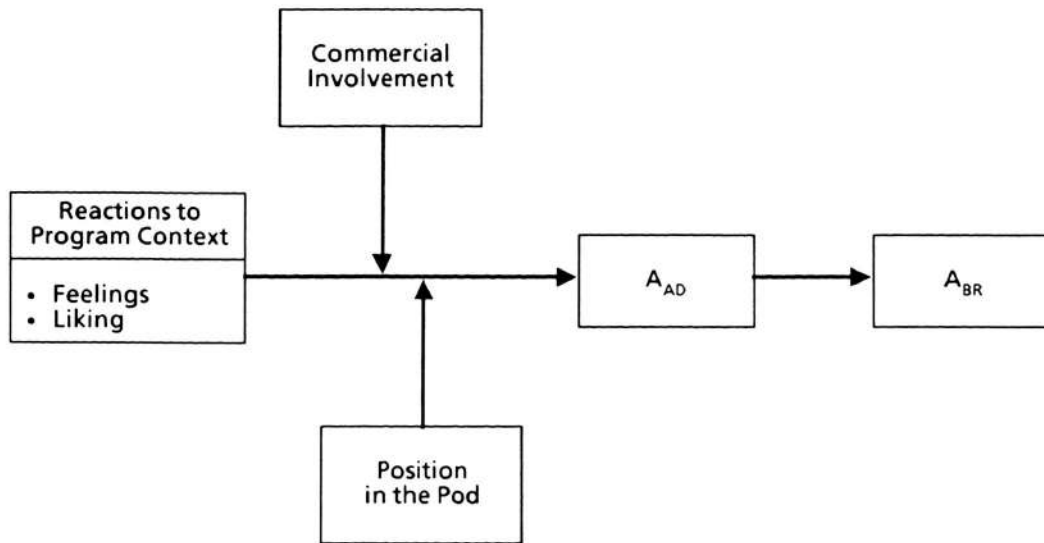 Commercial
Involvement
Reactions to
Program Context
• Feelings
• Liking
A_AD
A_BR
Position
in the Pod